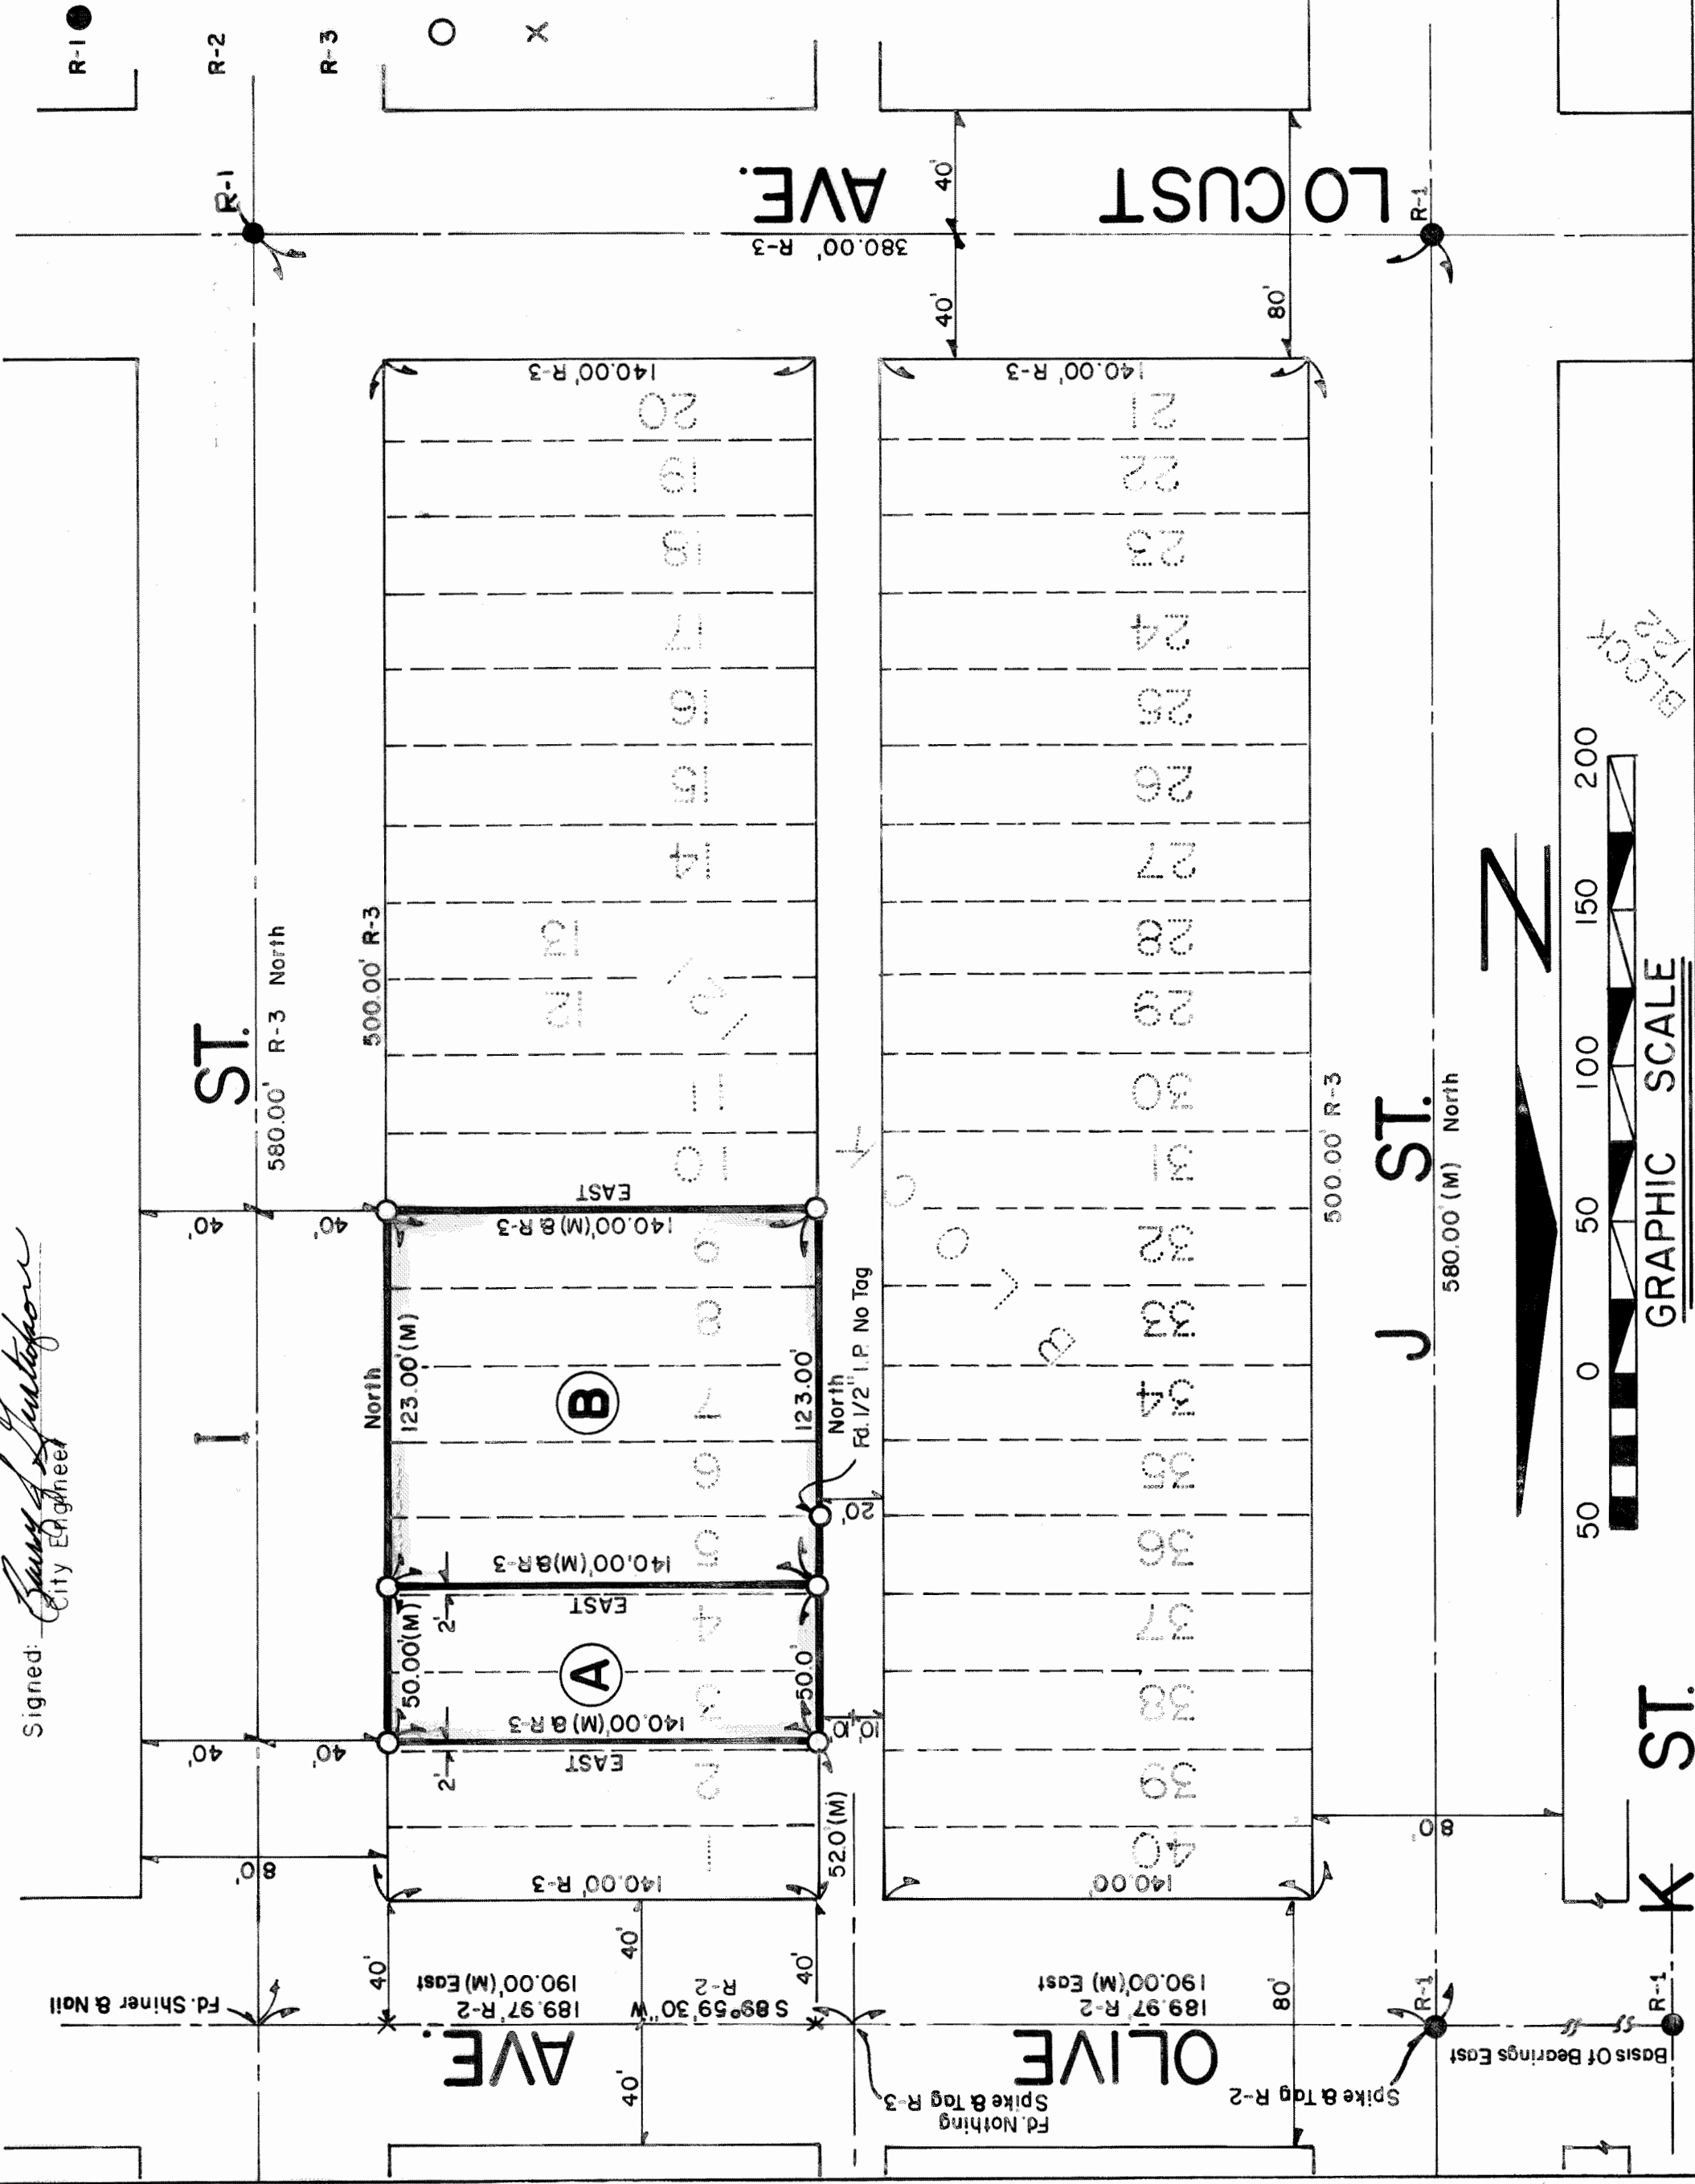 R-1
R-2
R-3
O
X
Signed:
City Engineer
R-1
R-1
LOCUST AVE.
380.00' R-3
40'
40'
80'
I ST.
580.00' R-3 North
500.00' R-3
140.00' R-3
140.00' R-3
20
19
18
17
16
15
14
13
12
11
10
9
8
7
6
5
4
3
2
1
21
22
23
24
25
26
27
28
29
30
31
32
33
34
35
36
37
38
39
40
BLOCK 121
BLOCK
122
40'
40'
EAST
140.00'(M)&R-3
North
123.00'(M)
B
123.00'
North
Fd. 1/2" I.P. No Tag
20'
140.00'(M)&R-3
EAST
2'
50.00'(M)
A
50.0'
140.00'(M)&R-3
EAST
2'
10'
10'
40'
40'
80'
52.0'(M)
140.00' R-3
140.00'
500.00' R-3
J ST.
580.00'(M) North
80'
K ST.
N
50 0 50 100 150 200
GRAPHIC SCALE
Fd. Shiner & Nail
40'
190.00'(M) East
189.97' R-2
40'
R-2
S 89°59'30" W
40'
40'
190.00'(M) East
189.97' R-2
80'
OLIVE AVE.
Fd. Nothing
Spike & Tag R-3
Spike & Tag R-2
R-1
R-1
Basis Of Bearings East